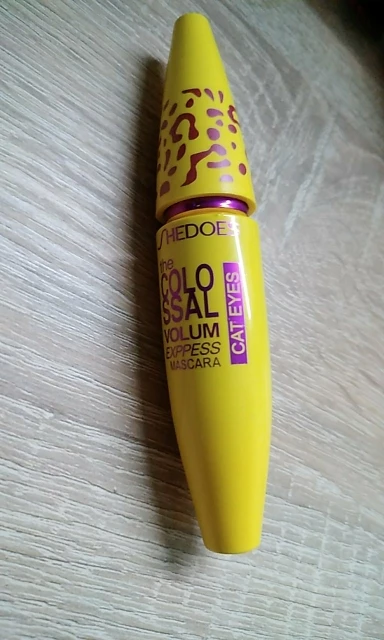 SHEDOES
the
COLO
SSAL
VOLUM
EXPPESS
MASCARA
CAT EYES